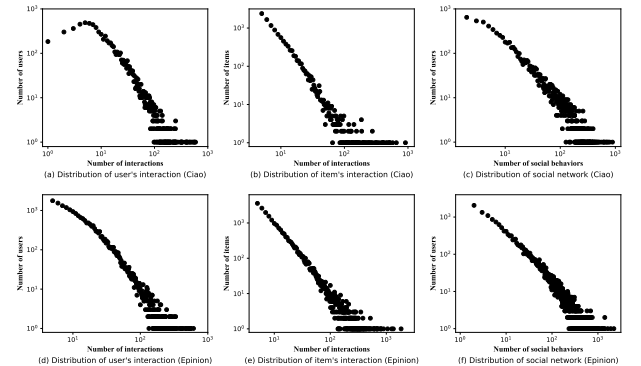 10³
10²
10¹
10⁰
Number of users
10⁰ 10¹ 10² 10³
Number of interactions
(a) Distribution of user's interaction (Ciao)
10³
10²
10¹
10⁰
Number of items
10¹ 10² 10³
Number of interactions
(b) Distribution of item's interaction (Ciao)
10³
10²
10¹
10⁰
Number of users
10¹ 10² 10³
Number of social behaviors
(c) Distribution of social network (Ciao)
10³
10²
10¹
10⁰
Number of users
10¹ 10² 10³
Number of interactions
(d) Distribution of user's interaction (Epinion)
10³
10²
10¹
10⁰
Number of items
10¹ 10² 10³
Number of interactions
(e) Distribution of item's interaction (Epinion)
10³
10²
10¹
10⁰
Number of users
10⁰ 10¹ 10² 10³
Number of social behaviors
(f) Distribution of social network (Epinion)